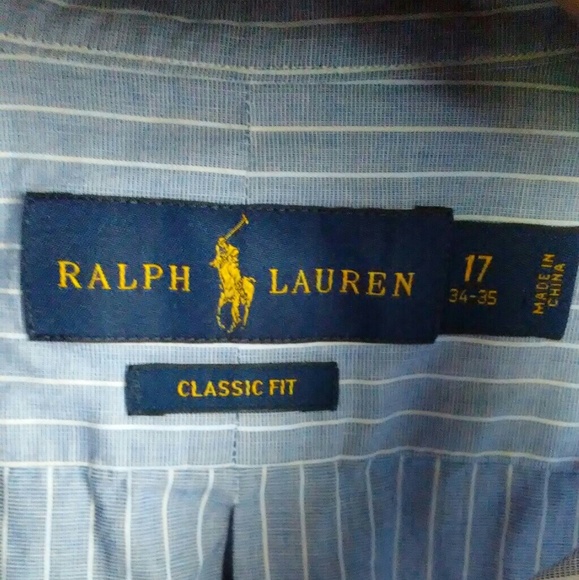 RALPH LAUREN
17
34-35
MADE IN
CHINA
CLASSIC FIT